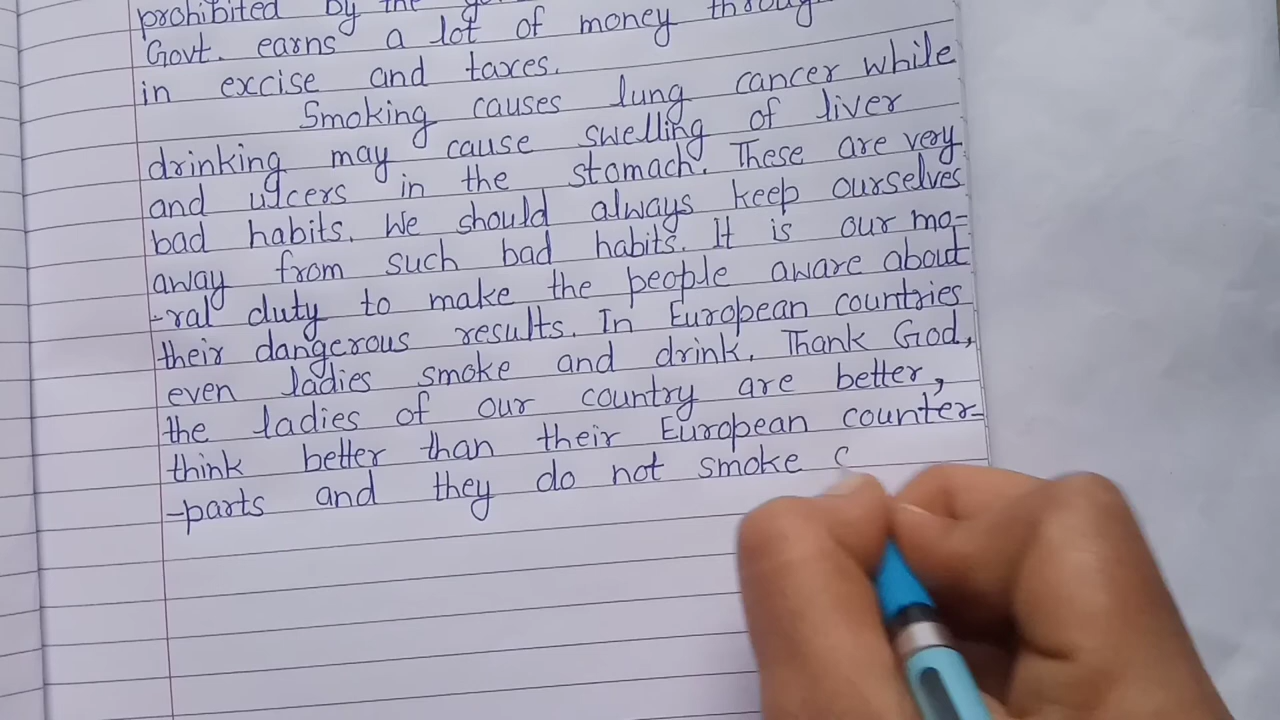 prohibited by the
Govt. earns a lot of money through
in excise and taxes.
Smoking causes lung cancer while
drinking may cause swelling of liver
and ulcers in the stomach. These are very
bad habits. We should always keep ourselves
away from such bad habits. It is our mo-
-ral duty to make the people aware about
their dangerous results. In European countries
even ladies smoke and drink. Thank God,
the ladies of our country are better,
think better than their European counter-
-parts and they do not smoke